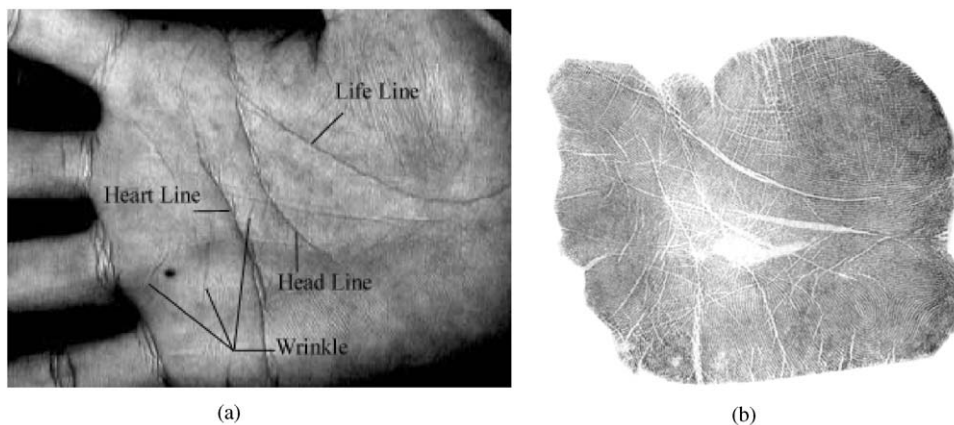 Life Line
Heart Line
Head Line
Wrinkle
(a)
(b)